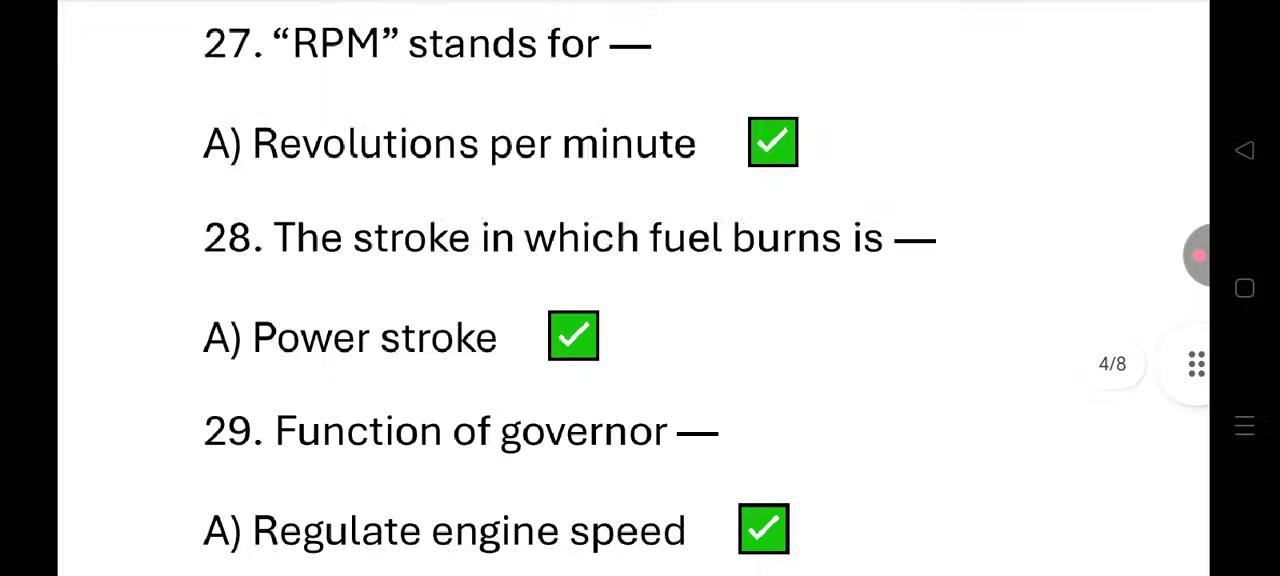 27. “RPM” stands for —
A) Revolutions per minute
28. The stroke in which fuel burns is —
A) Power stroke
29. Function of governor —
A) Regulate engine speed
4/8